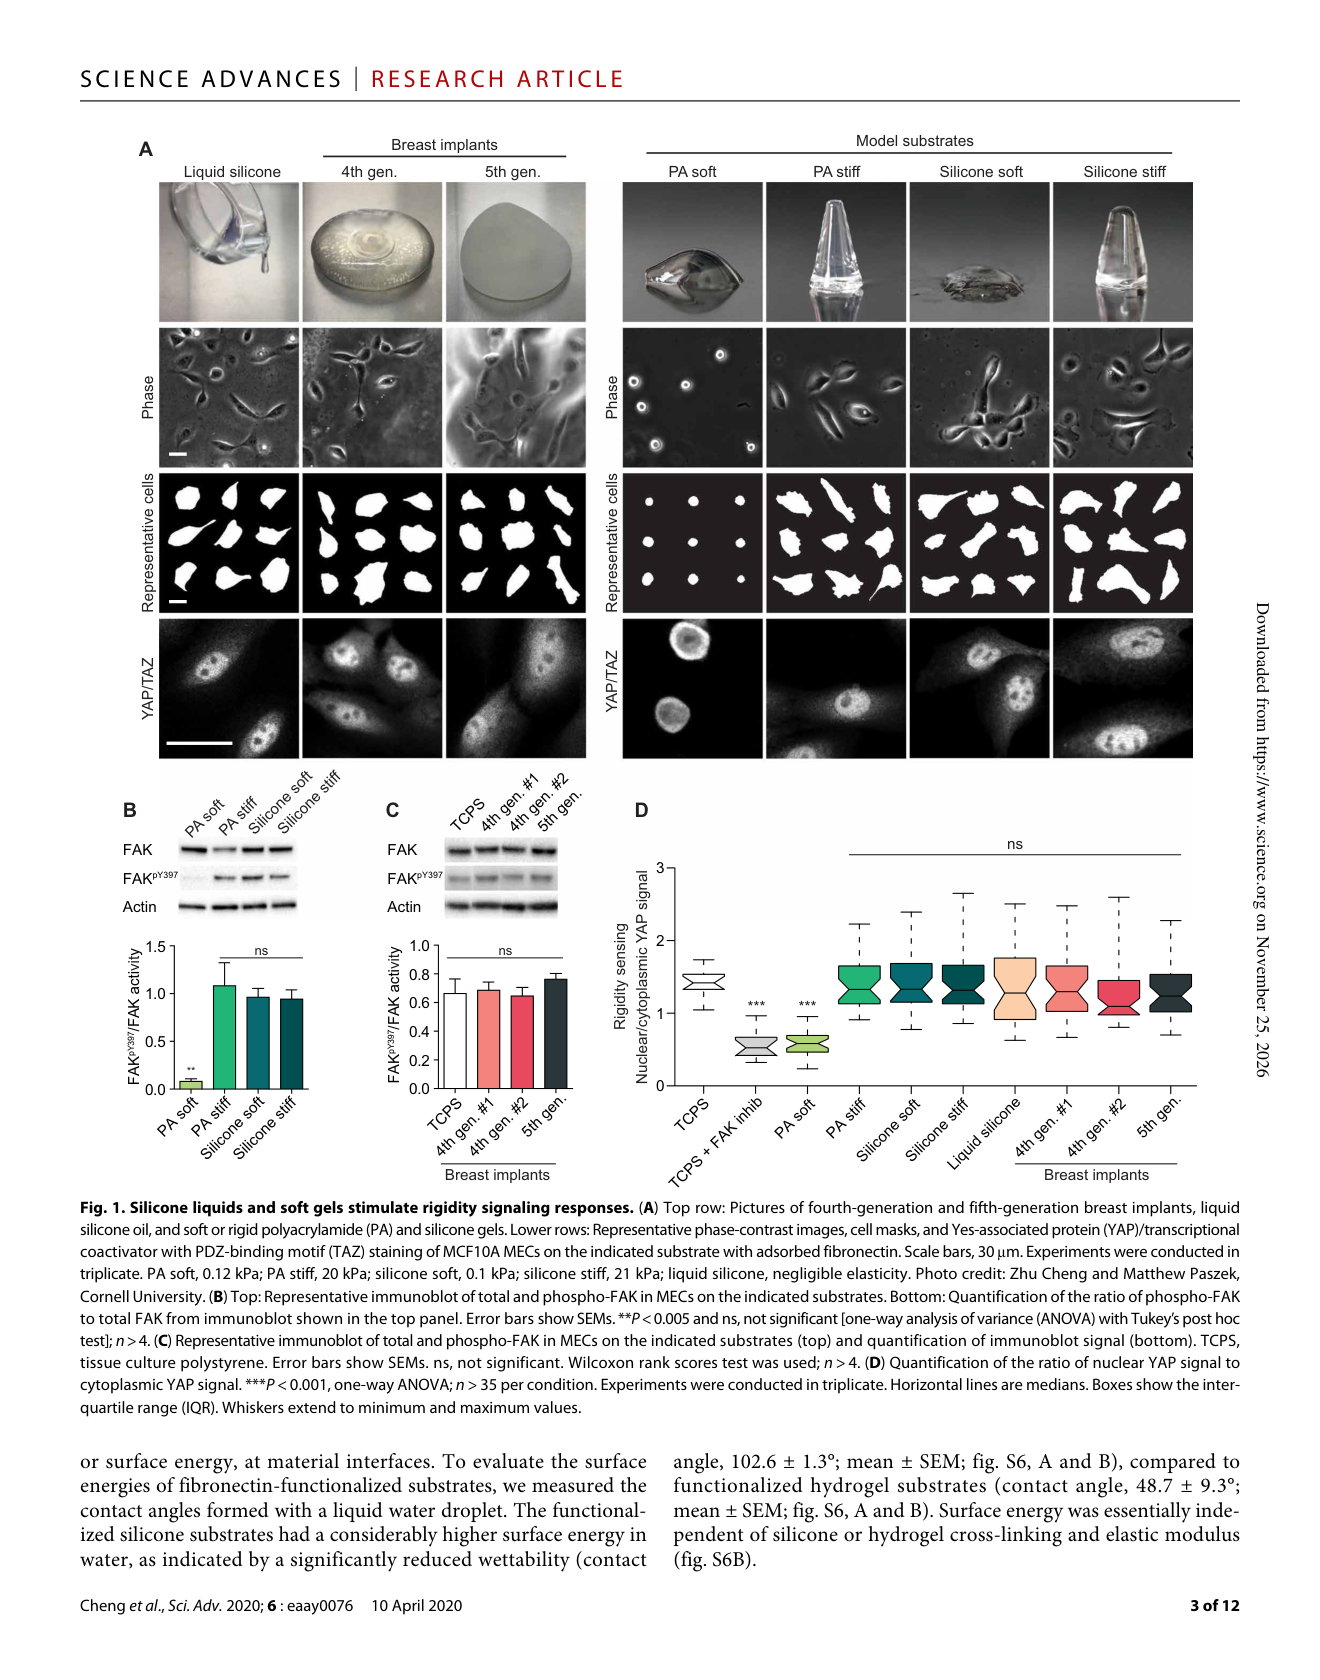 SCIENCE ADVANCES | RESEARCH ARTICLE
A
Breast implants
Model substrates
Liquid silicone
4th gen.
5th gen.
PA soft
PA stiff
Silicone soft
Silicone stiff
Phase
Phase
Representative cells
Representative cells
YAP/TAZ
YAP/TAZ
B
PA soft
PA stiff
Silicone soft
Silicone stiff
FAK
FAKpY397
Actin
FAKpY397/FAK activity
1.5
1.0
0.5
0.0
ns
**
PA soft
PA stiff
Silicone soft
Silicone stiff
C
TCPS
4th gen. #1
4th gen. #2
5th gen.
FAK
FAKpY397
Actin
FAKpY397/FAK activity
1.0
0.8
0.6
0.4
0.2
0.0
ns
TCPS
4th gen. #1
4th gen. #2
5th gen.
Breast implants
D
Rigidity sensing
Nuclear/cytoplasmic YAP signal
3
2
1
0
ns
***
***
TCPS
TCPS + FAK inhib
PA soft
PA stiff
Silicone soft
Silicone stiff
Liquid silicone
4th gen. #1
4th gen. #2
5th gen.
Breast implants
Fig. 1. Silicone liquids and soft gels stimulate rigidity signaling responses. (A) Top row: Pictures of fourth-generation and fifth-generation breast implants, liquid
silicone oil, and soft or rigid polyacrylamide (PA) and silicone gels. Lower rows: Representative phase-contrast images, cell masks, and Yes-associated protein (YAP)/transcriptional
coactivator with PDZ-binding motif (TAZ) staining of MCF10A MECs on the indicated substrate with adsorbed fibronectin. Scale bars, 30 μm. Experiments were conducted in
triplicate. PA soft, 0.12 kPa; PA stiff, 20 kPa; silicone soft, 0.1 kPa; silicone stiff, 21 kPa; liquid silicone, negligible elasticity. Photo credit: Zhu Cheng and Matthew Paszek,
Cornell University. (B) Top: Representative immunoblot of total and phospho-FAK in MECs on the indicated substrates. Bottom: Quantification of the ratio of phospho-FAK
to total FAK from immunoblot shown in the top panel. Error bars show SEMs. **P < 0.005 and ns, not significant [one-way analysis of variance (ANOVA) with Tukey's post hoc
test]; n > 4. (C) Representative immunoblot of total and phospho-FAK in MECs on the indicated substrates (top) and quantification of immunoblot signal (bottom). TCPS,
tissue culture polystyrene. Error bars show SEMs. ns, not significant. Wilcoxon rank scores test was used; n > 4. (D) Quantification of the ratio of nuclear YAP signal to
cytoplasmic YAP signal. ***P < 0.001, one-way ANOVA; n > 35 per condition. Experiments were conducted in triplicate. Horizontal lines are medians. Boxes show the inter-
quartile range (IQR). Whiskers extend to minimum and maximum values.
or surface energy, at material interfaces. To evaluate the surface
energies of fibronectin-functionalized substrates, we measured the
contact angles formed with a liquid water droplet. The functional-
ized silicone substrates had a considerably higher surface energy in
water, as indicated by a significantly reduced wettability (contact
angle, 102.6 ± 1.3°; mean ± SEM; fig. S6, A and B), compared to
functionalized hydrogel substrates (contact angle, 48.7 ± 9.3°;
mean ± SEM; fig. S6, A and B). Surface energy was essentially inde-
pendent of silicone or hydrogel cross-linking and elastic modulus
(fig. S6B).
Cheng et al., Sci. Adv. 2020; 6 : eaay0076 10 April 2020
3 of 12
Downloaded from https://www.science.org on November 25, 2026